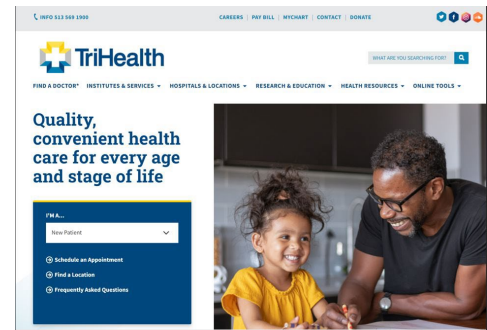 INFO 513 569 1900
CAREERS | PAY BILL | MYCHART | CONTACT | DONATE
TriHealth
WHAT ARE YOU SEARCHING FOR?
FIND A DOCTOR* INSTITUTES & SERVICES HOSPITALS & LOCATIONS RESEARCH & EDUCATION HEALTH RESOURCES ONLINE TOOLS
Quality,
convenient health
care for every age
and stage of life
I'M A...
New Patient
Schedule an Appointment
Find a Location
Frequently Asked Questions